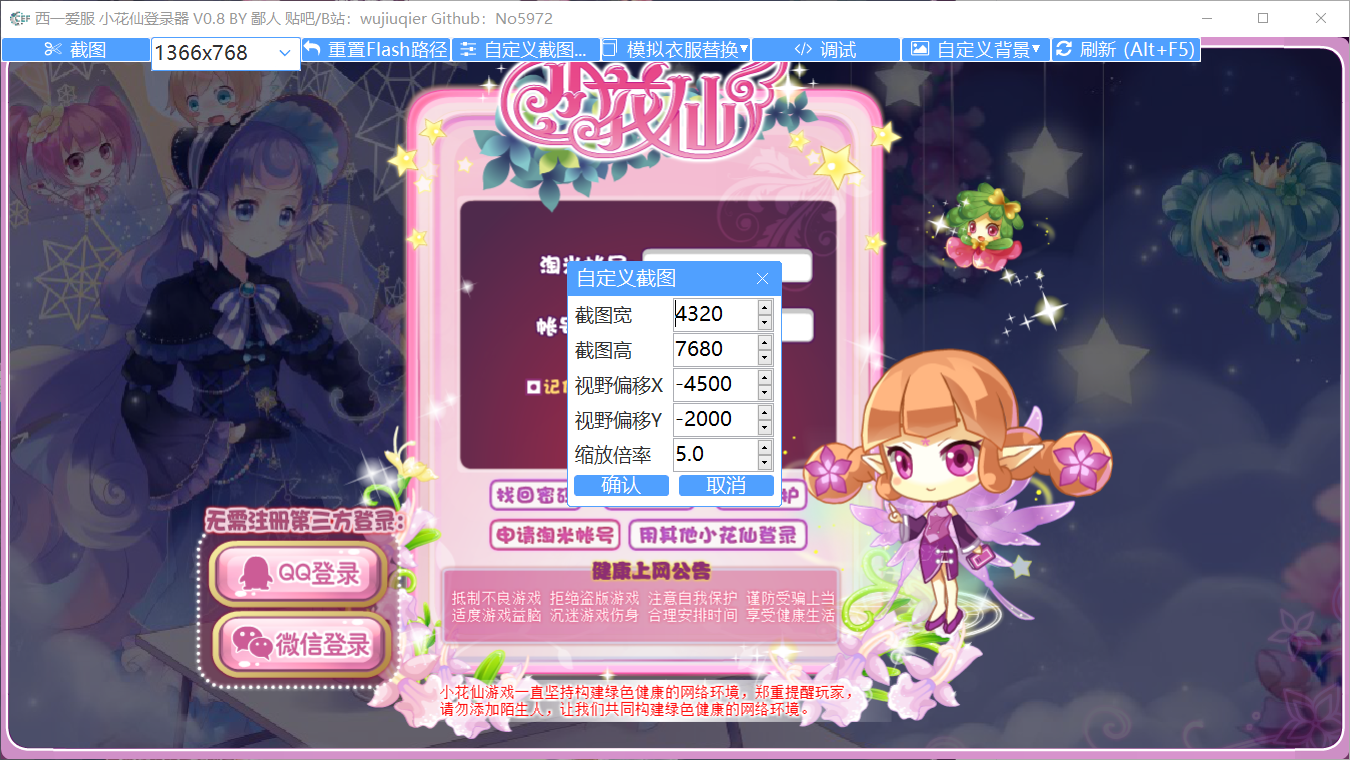 西一爱服 小花仙登录器 V0.8 BY 鄙人 贴吧/B站：wujiuqier Github：No5972
截图
1366x768
重置Flash路径
自定义截图...
模拟衣服替换▾
调试
自定义背景▾
刷新 (Alt+F5)
小花仙
淘米帐号
自定义截图
截图宽 4320
截图高 7680
视野偏移X -4500
视野偏移Y -2000
缩放倍率 5.0
确认 取消
帐号
记
找回密码
护
申请淘米帐号 用其他小花仙登录
无需注册第三方登录：
QQ登录
微信登录
健康上网公告
抵制不良游戏 拒绝盗版游戏 注意自我保护 谨防受骗上当
适度游戏益脑 沉迷游戏伤身 合理安排时间 享受健康生活
小花仙游戏一直坚持构建绿色健康的网络环境，郑重提醒玩家，
请勿添加陌生人，让我们共同构建绿色健康的网络环境。